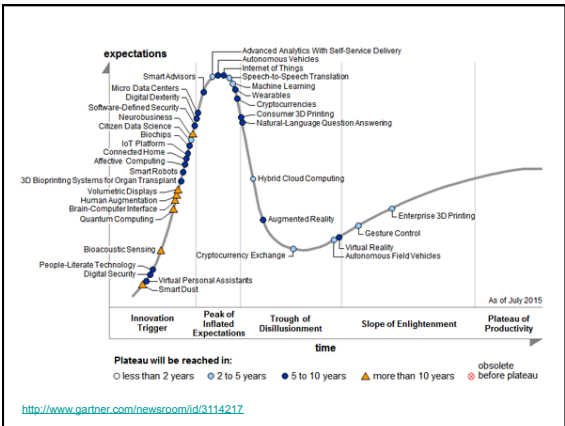 expectations
Advanced Analytics With Self-Service Delivery
Autonomous Vehicles
Internet of Things
Speech-to-Speech Translation
Machine Learning
Wearables
Cryptocurrencies
Consumer 3D Printing
Natural-Language Question Answering
Smart Advisors
Micro Data Centers
Digital Dexterity
Software-Defined Security
Neurobusiness
Citizen Data Science
Biochips
IoT Platform
Connected Home
Affective Computing
Smart Robots
3D Bioprinting Systems for Organ Transplant
Volumetric Displays
Human Augmentation
Brain-Computer Interface
Quantum Computing
Bioacoustic Sensing
People-Literate Technology
Digital Security
Virtual Personal Assistants
Smart Dust
Hybrid Cloud Computing
Augmented Reality
Cryptocurrency Exchange
Enterprise 3D Printing
Gesture Control
Virtual Reality
Autonomous Field Vehicles
As of July 2015
Innovation
Trigger
Peak of
Inflated
Expectations
Trough of
Disillusionment
Slope of Enlightenment
Plateau of
Productivity
time
Plateau will be reached in:
less than 2 years
2 to 5 years
5 to 10 years
more than 10 years
obsolete
before plateau
http://www.gartner.com/newsroom/id/3114217